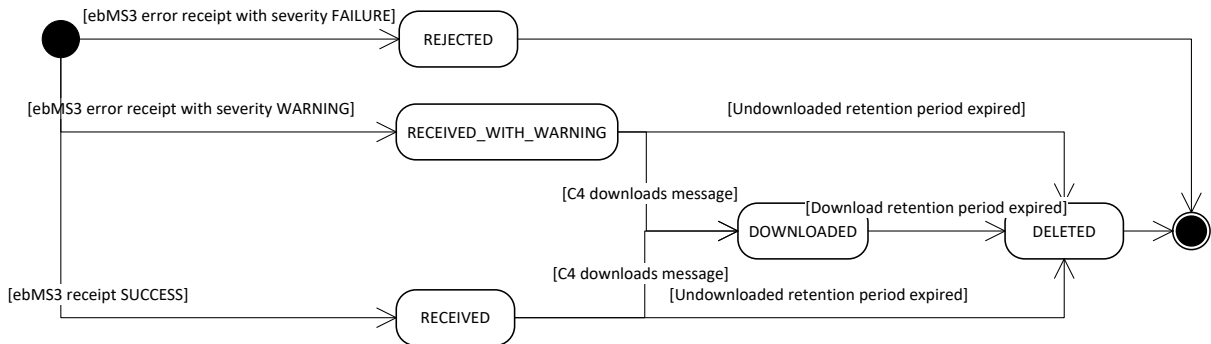 [ebMS3 error receipt with severity FAILURE]
REJECTED
[ebMS3 error receipt with severity WARNING]
[Undownloaded retention period expired]
RECEIVED_WITH_WARNING
[C4 downloads message]
[Download retention period expired]
DOWNLOADED
DELETED
[C4 downloads message]
[ebMS3 receipt SUCCESS]
[Undownloaded retention period expired]
RECEIVED